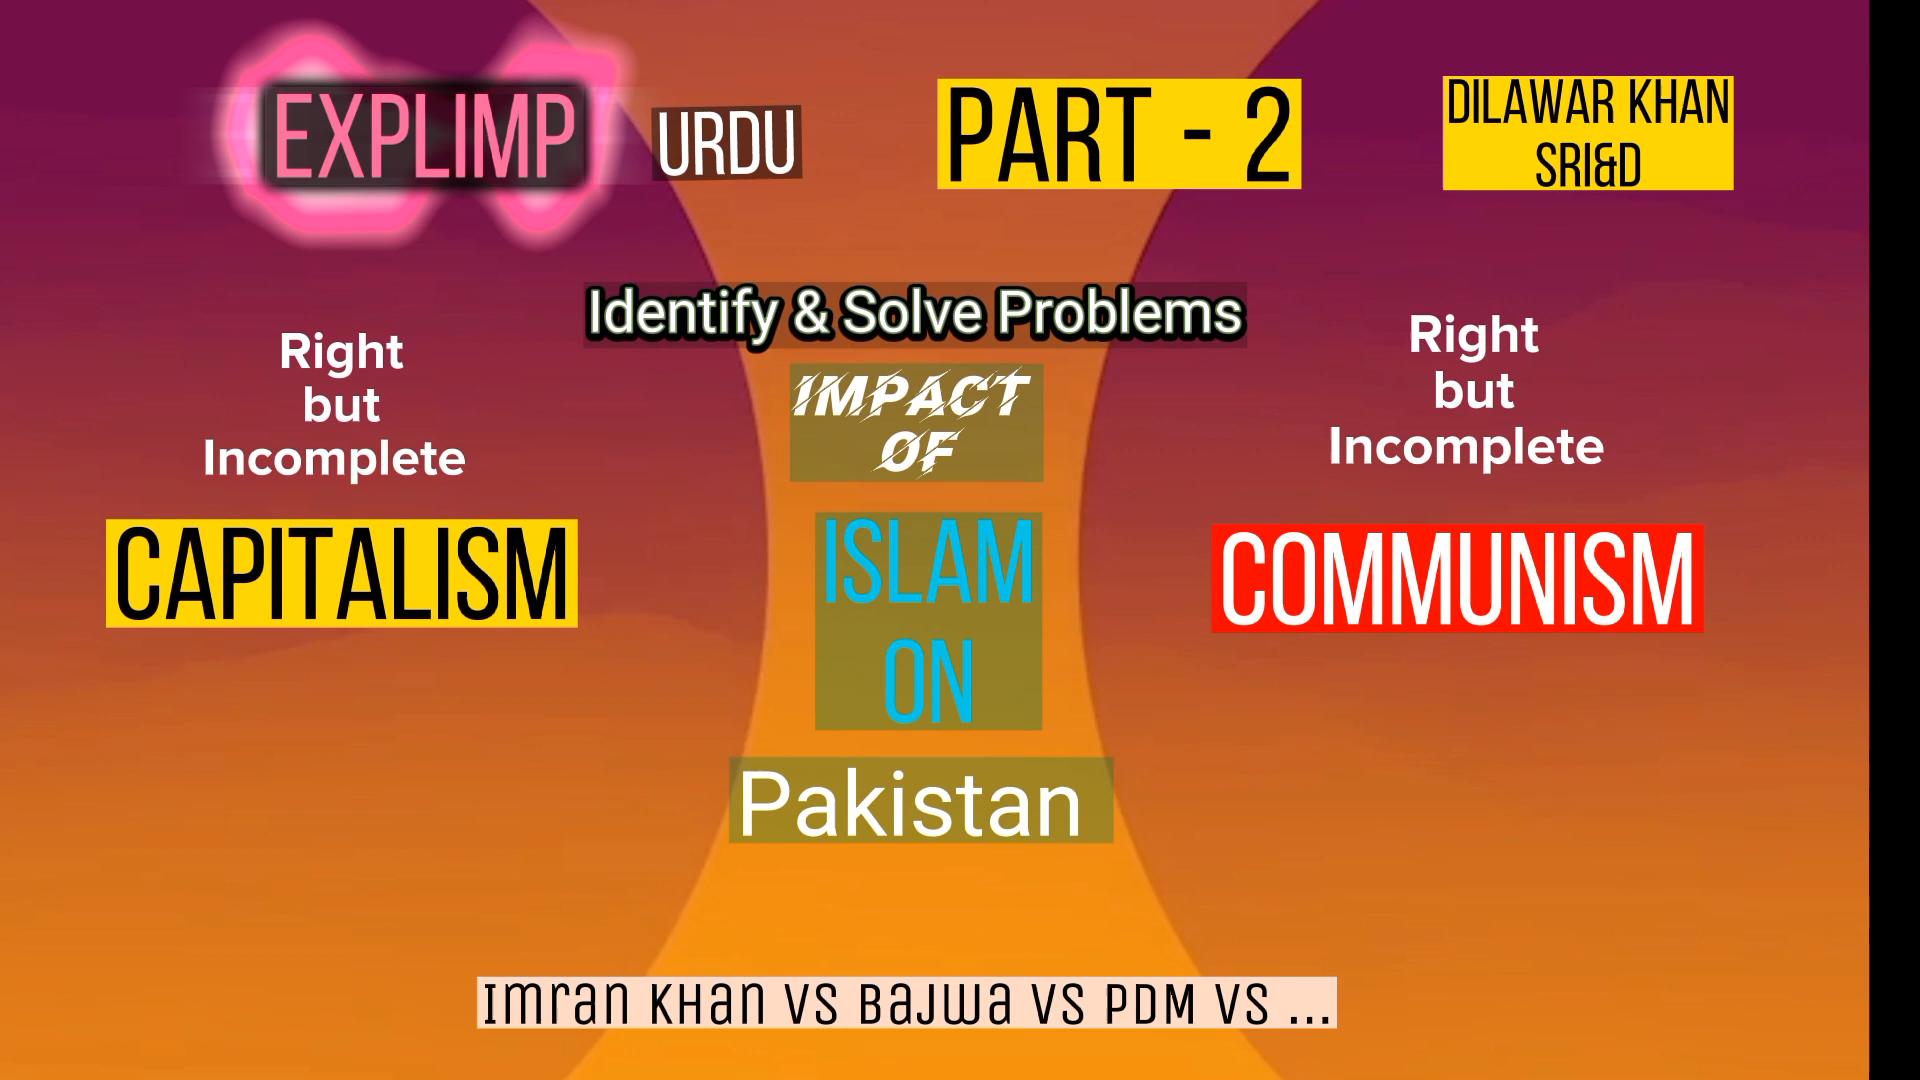 EXPLIMP
URDU
PART - 2
DILAWAR KHAN
SRI&D
Identify & Solve Problems
Right
but
Incomplete
CAPITALISM
IMPACT
OF
ISLAM
ON
Pakistan
Right
but
Incomplete
COMMUNISM
Imran Khan VS Bajwa VS PDM VS ...